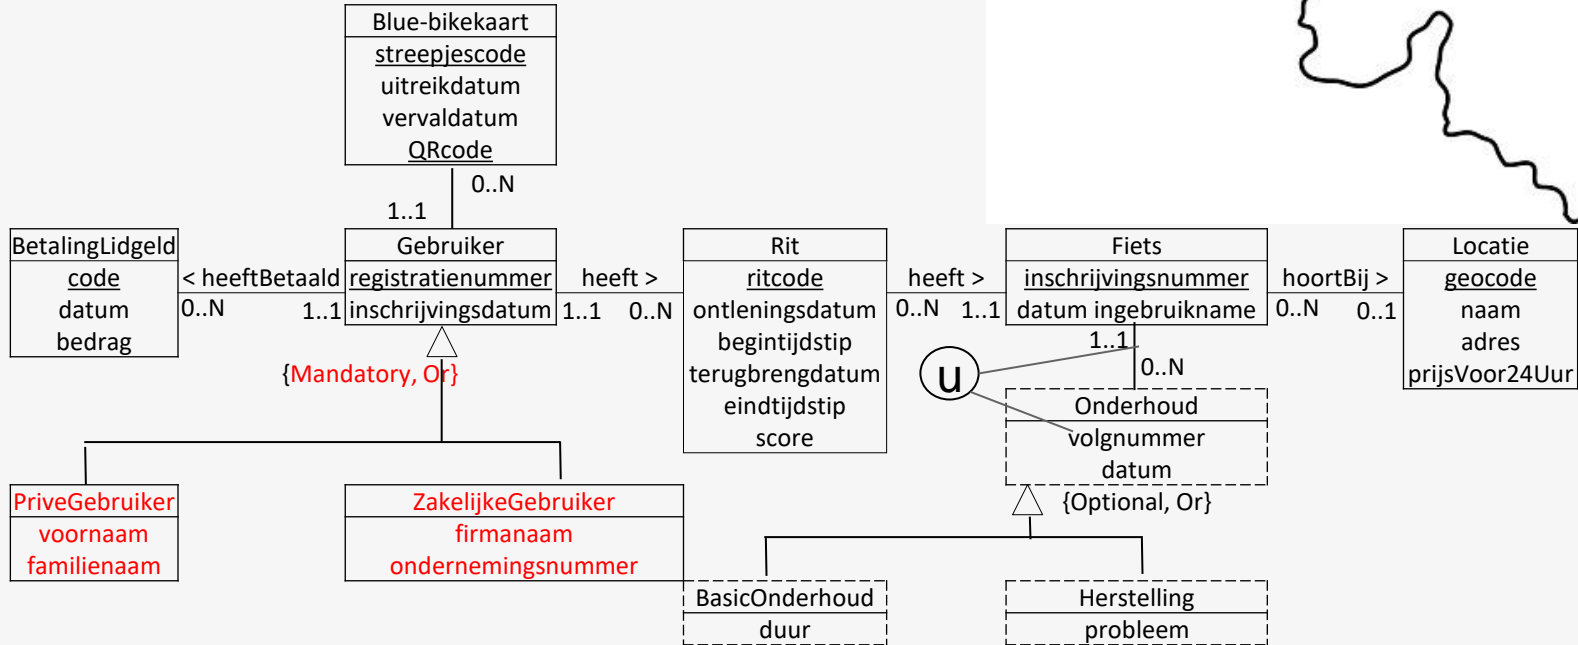 Blue-bikekaart
streepjescode
uitreikdatum
vervaldatum
QRcode
0..N
1..1
BetalingLidgeld
code
datum
bedrag
< heeftBetaald
0..N
1..1
Gebruiker
registratienummer
inschrijvingsdatum
heeft >
1..1
0..N
Rit
ritcode
ontleningsdatum
begintijdstip
terugbrengdatum
eindtijdstip
score
heeft >
0..N
1..1
Fiets
inschrijvingsnummer
datum ingebruikname
hoortBij >
0..N
0..1
Locatie
geocode
naam
adres
prijsVoor24Uur
{Mandatory, Or}
1..1
0..N
u
Onderhoud
volgnummer
datum
{Optional, Or}
PriveGebruiker
voornaam
familienaam
ZakelijkeGebruiker
firmanaam
ondernemingsnummer
BasicOnderhoud
duur
Herstelling
probleem